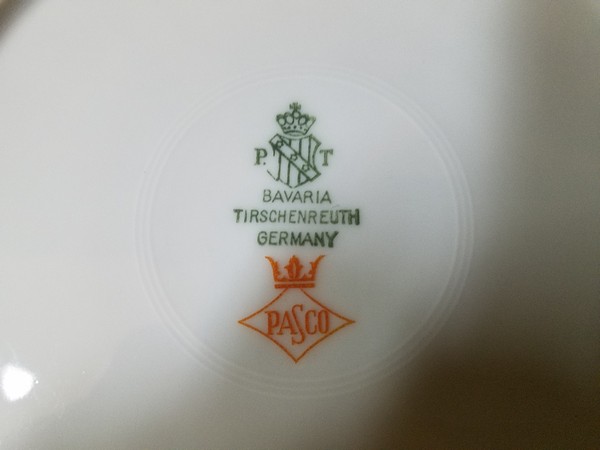 P. T
BAVARIA
TIRSCHENREUTH
GERMANY
PASCO